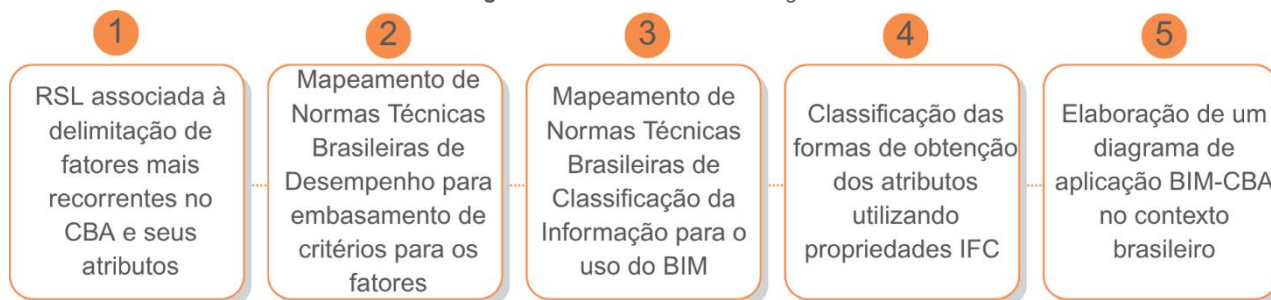 1
RSL associada à
delimitação de
fatores mais
recorrentes no
CBA e seus
atributos
2
Mapeamento de
Normas Técnicas
Brasileiras de
Desempenho para
embasamento de
critérios para os
fatores
3
Mapeamento de
Normas Técnicas
Brasileiras de
Classificação da
Informação para o
uso do BIM
4
Classificação das
formas de obtenção
dos atributos
utilizando
propriedades IFC
5
Elaboração de um
diagrama de
aplicação BIM-CBA
no contexto
brasileiro